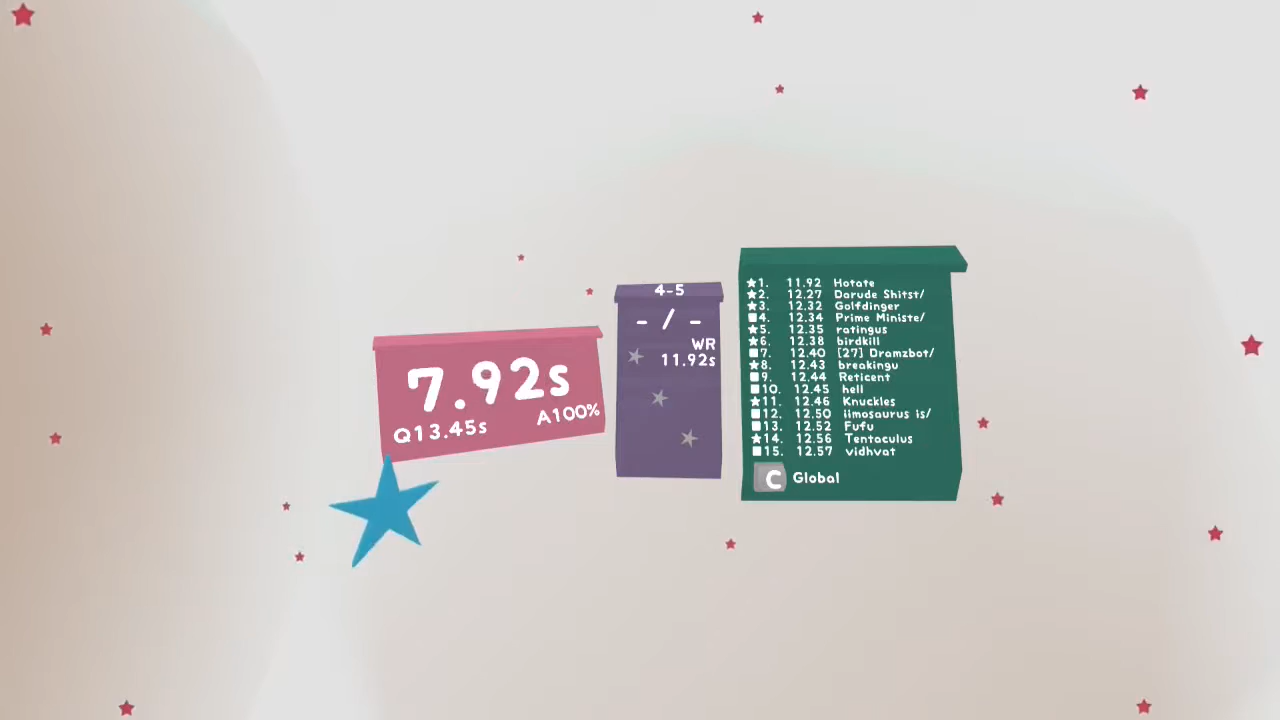 7.92s
Q13.45s
A100%
4-5
- / -
WR
11.92s
1. 11.92 Hotate
2. 12.27 Darude Shitst/
3. 12.32 Golfdinger
4. 12.34 Prime Ministe/
5. 12.35 ratingus
6. 12.38 birdkill
7. 12.40 [27] Dramzbot/
8. 12.43 breakingu
9. 12.44 Reticent
10. 12.45 hell
11. 12.46 Knuckles
12. 12.50 iimosaurus is/
13. 12.52 Fufu
14. 12.56 Tentaculus
15. 12.57 vidhvat
C Global